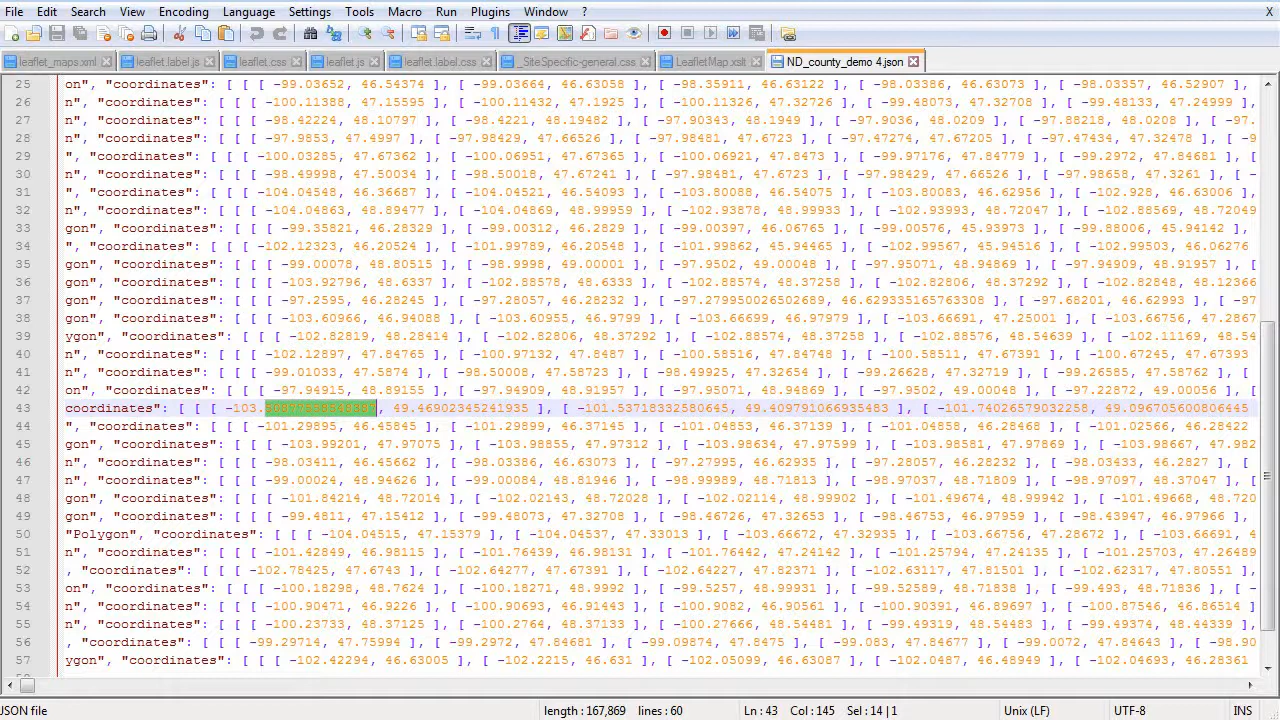 File Edit Search View Encoding Language Settings Tools Macro Run Plugins Window ? X
leaflet_maps.xml leaflet.label.js leaflet.css leaflet.js leaflet.label.css _SiteSpecific-general.css LeafletMap.xslt ND_county_demo 4.json
25 on", "coordinates": [ [ [ -99.03652, 46.54374 ], [ -99.03664, 46.63058 ], [ -98.35911, 46.63122 ], [ -98.03386, 46.63073 ], [ -98.03357, 46.52907 ], [
26 n", "coordinates": [ [ [ -100.11388, 47.15595 ], [ -100.11432, 47.1925 ], [ -100.11326, 47.32726 ], [ -99.48073, 47.32708 ], [ -99.48133, 47.24999 ], [
27 n", "coordinates": [ [ [ -98.42224, 48.10797 ], [ -98.4221, 48.19482 ], [ -97.90343, 48.1949 ], [ -97.9036, 48.0209 ], [ -97.88218, 48.0208 ], [ -97.
28 n", "coordinates": [ [ [ -97.9853, 47.4997 ], [ -97.98429, 47.66526 ], [ -97.98481, 47.6723 ], [ -97.47274, 47.67205 ], [ -97.47434, 47.32478 ], [ -9
29 ", "coordinates": [ [ [ -100.03285, 47.67362 ], [ -100.06951, 47.67365 ], [ -100.06921, 47.8473 ], [ -99.97176, 47.84779 ], [ -99.2972, 47.84681 ], [
30 n", "coordinates": [ [ [ -98.49998, 47.50034 ], [ -98.50018, 47.67241 ], [ -97.98481, 47.6723 ], [ -97.98429, 47.66526 ], [ -97.98658, 47.3261 ], [ -
31 ", "coordinates": [ [ [ -104.04548, 46.36687 ], [ -104.04521, 46.54093 ], [ -103.80088, 46.54075 ], [ -103.80083, 46.62956 ], [ -102.928, 46.63006 ], [
32 n", "coordinates": [ [ [ -104.04863, 48.89477 ], [ -104.04869, 48.99959 ], [ -102.93878, 48.99933 ], [ -102.93993, 48.72047 ], [ -102.88569, 48.72049
33 gon", "coordinates": [ [ [ -99.35821, 46.28329 ], [ -99.00312, 46.2829 ], [ -99.00397, 46.06765 ], [ -99.00576, 45.93973 ], [ -99.88006, 45.94142 ], [
34 ", "coordinates": [ [ [ -102.12323, 46.20524 ], [ -101.99789, 46.20548 ], [ -101.99862, 45.94465 ], [ -102.99567, 45.94516 ], [ -102.99503, 46.06276
35 gon", "coordinates": [ [ [ -99.00078, 48.80515 ], [ -98.9998, 49.00001 ], [ -97.9502, 49.00048 ], [ -97.95071, 48.94869 ], [ -97.94909, 48.91957 ], [
36 gon", "coordinates": [ [ [ -103.92796, 48.6337 ], [ -102.88578, 48.6333 ], [ -102.88574, 48.37258 ], [ -102.82806, 48.37292 ], [ -102.82848, 48.12366
37 gon", "coordinates": [ [ [ -97.2595, 46.28245 ], [ -97.28057, 46.28232 ], [ -97.279950026502689, 46.629335165763308 ], [ -97.68201, 46.62993 ], [ -97
38 gon", "coordinates": [ [ [ -103.60966, 46.94088 ], [ -103.60955, 46.9799 ], [ -103.66699, 46.97979 ], [ -103.66691, 47.25001 ], [ -103.66756, 47.2867
39 ygon", "coordinates": [ [ [ -102.82819, 48.28414 ], [ -102.82806, 48.37292 ], [ -102.88574, 48.37258 ], [ -102.88576, 48.54639 ], [ -102.11169, 48.54
40 n", "coordinates": [ [ [ -102.12897, 47.84765 ], [ -100.97132, 47.8487 ], [ -100.58516, 47.84748 ], [ -100.58511, 47.67391 ], [ -100.67245, 47.67393
41 n", "coordinates": [ [ [ -99.01033, 47.5874 ], [ -98.50008, 47.58723 ], [ -98.49925, 47.32719 ], [ -99.26628, 47.32719 ], [ -99.26585, 47.58712 ], [
42 on", "coordinates": [ [ [ -97.94915, 48.89155 ], [ -97.94909, 48.91957 ], [ -97.95071, 48.94869 ], [ -97.9502, 49.00048 ], [ -97.22872, 49.00056 ], [
43 coordinates": [ [ [ -103. , 49.46902345241935 ], [ -101.53718332580645, 49.409791066935483 ], [ -101.74026579032258, 49.096705600806445
44 ", "coordinates": [ [ [ -101.29895, 46.45845 ], [ -101.29899, 46.37145 ], [ -101.04853, 46.37139 ], [ -101.04858, 46.28468 ], [ -101.02566, 46.28422
45 gon", "coordinates": [ [ [ -103.99201, 47.97075 ], [ -103.98855, 47.97312 ], [ -103.98634, 47.97599 ], [ -103.98581, 47.97869 ], [ -103.98667, 47.982
46 n", "coordinates": [ [ [ -98.03411, 46.45662 ], [ -98.03386, 46.63073 ], [ -97.27995, 46.62935 ], [ -97.28057, 46.28232 ], [ -98.03433, 46.2827 ], [
47 n", "coordinates": [ [ [ -99.00024, 48.94626 ], [ -99.00084, 48.81946 ], [ -98.99989, 48.71813 ], [ -98.97037, 48.71809 ], [ -98.97097, 48.37047 ], [
48 gon", "coordinates": [ [ [ -101.84214, 48.72014 ], [ -102.02143, 48.72028 ], [ -102.02114, 48.99902 ], [ -101.49674, 48.99942 ], [ -101.49668, 48.720
49 gon", "coordinates": [ [ [ -99.4811, 47.15412 ], [ -99.48073, 47.32708 ], [ -98.46726, 47.32653 ], [ -98.46753, 46.97959 ], [ -98.43947, 46.97966 ], [
50 "Polygon", "coordinates": [ [ [ -104.04515, 47.15379 ], [ -104.04537, 47.33013 ], [ -103.66672, 47.32935 ], [ -103.66756, 47.28672 ], [ -103.66691, 4
51 n", "coordinates": [ [ [ -101.42849, 46.98115 ], [ -101.76439, 46.98131 ], [ -101.76442, 47.24142 ], [ -101.25794, 47.24135 ], [ -101.25703, 47.26489
52 , "coordinates": [ [ [ -102.78425, 47.6743 ], [ -102.64277, 47.67391 ], [ -102.64227, 47.82371 ], [ -102.63117, 47.81501 ], [ -102.62317, 47.80551 ],
53 on", "coordinates": [ [ [ -100.18298, 48.7624 ], [ -100.18271, 48.9992 ], [ -99.5257, 48.99931 ], [ -99.52589, 48.71841 ], [ -99.493, 48.71836 ], [ -
54 n", "coordinates": [ [ [ -100.90471, 46.9226 ], [ -100.90693, 46.91443 ], [ -100.9082, 46.90561 ], [ -100.90391, 46.89697 ], [ -100.87546, 46.86514 ]
55 n", "coordinates": [ [ [ -100.23733, 48.37125 ], [ -100.2764, 48.37133 ], [ -100.27666, 48.54481 ], [ -99.49319, 48.54483 ], [ -99.49374, 48.44339 ],
56 , "coordinates": [ [ [ -99.29714, 47.75994 ], [ -99.2972, 47.84681 ], [ -99.09874, 47.8475 ], [ -99.083, 47.84677 ], [ -99.0072, 47.84643 ], [ -98.90
57 ygon", "coordinates": [ [ [ -102.42294, 46.63005 ], [ -102.2215, 46.631 ], [ -102.05099, 46.63087 ], [ -102.0487, 46.48949 ], [ -102.04693, 46.28361
JSON file length : 167,869 lines : 60 Ln : 43 Col : 145 Sel : 14 | 1 Unix (LF) UTF-8 INS